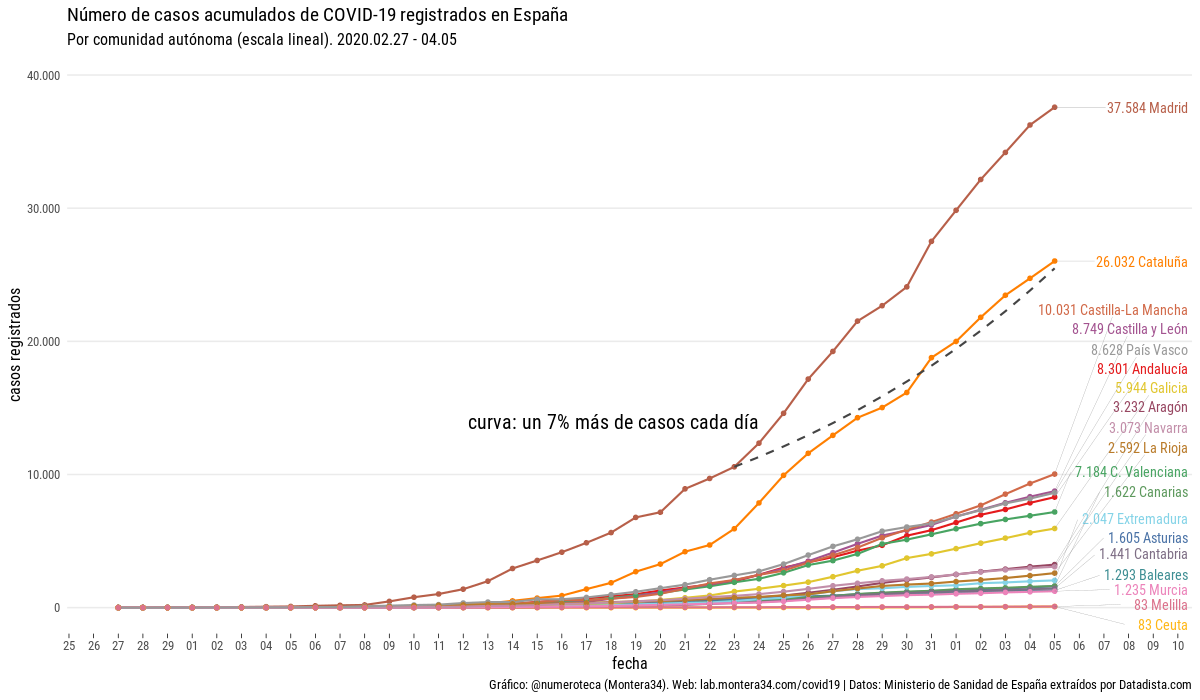 Número de casos acumulados de COVID-19 registrados en España
Por comunidad autónoma (escala lineal). 2020.02.27 - 04.05
casos registrados
40.000
30.000
20.000
10.000
0
curva: un 7% más de casos cada día
37.584 Madrid
26.032 Cataluña
10.031 Castilla-La Mancha
8.749 Castilla y León
8.628 País Vasco
8.301 Andalucía
5.944 Galicia
3.232 Aragón
3.073 Navarra
2.592 La Rioja
7.184 C. Valenciana
1.622 Canarias
2.047 Extremadura
1.605 Asturias
1.441 Cantabria
1.293 Baleares
1.235 Murcia
83 Melilla
83 Ceuta
25 26 27 28 29 01 02 03 04 05 06 07 08 09 10 11 12 13 14 15 16 17 18 19 20 21 22 23 24 25 26 27 28 29 30 31 01 02 03 04 05 06 07 08 09 10
fecha
Gráfico: @numeroteca (Montera34). Web: lab.montera34.com/covid19 | Datos: Ministerio de Sanidad de España extraídos por Datadista.com